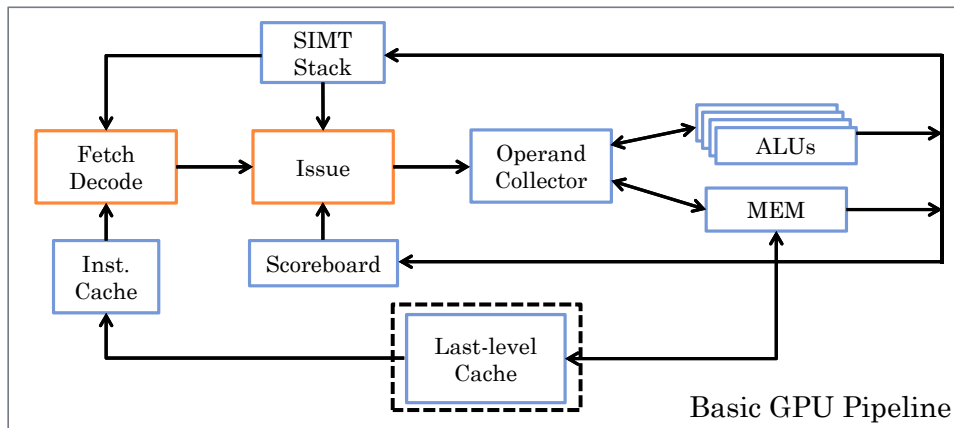 SIMT
Stack
Fetch
Decode
Issue
Operand
Collector
ALUs
MEM
Inst.
Cache
Scoreboard
Last-level
Cache
Basic GPU Pipeline